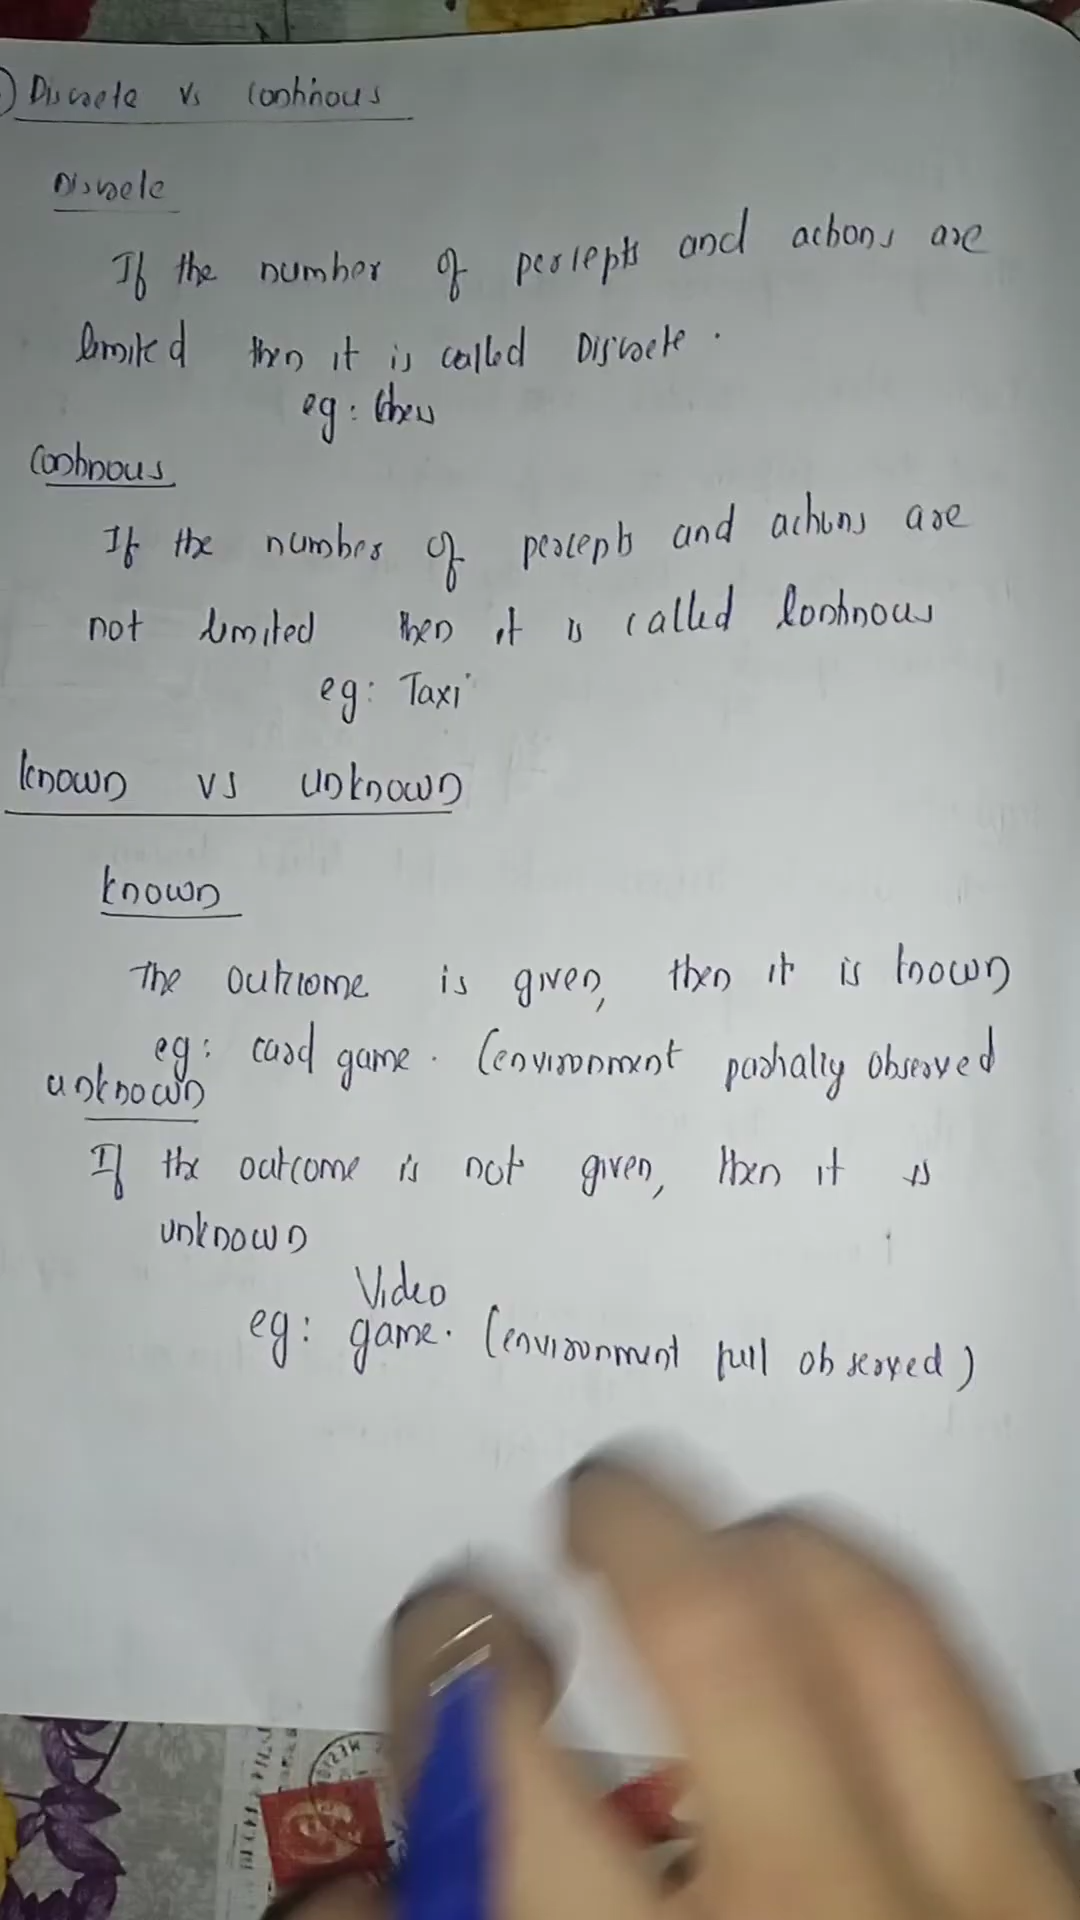 Discrete vs Continous
Discrete
If the number of percepts and actions are
limited then it is called Discrete.
eg: Chess
Continous
If the number of percepts and actions are
not limited then it is called Continous
eg: Taxi
known vs unknown
known
The outcome is given, then it is known
eg: card game. (environment partially observed
unknown
If the outcome is not given, then it is
unknown
Video
eg: game. (environment full observed)